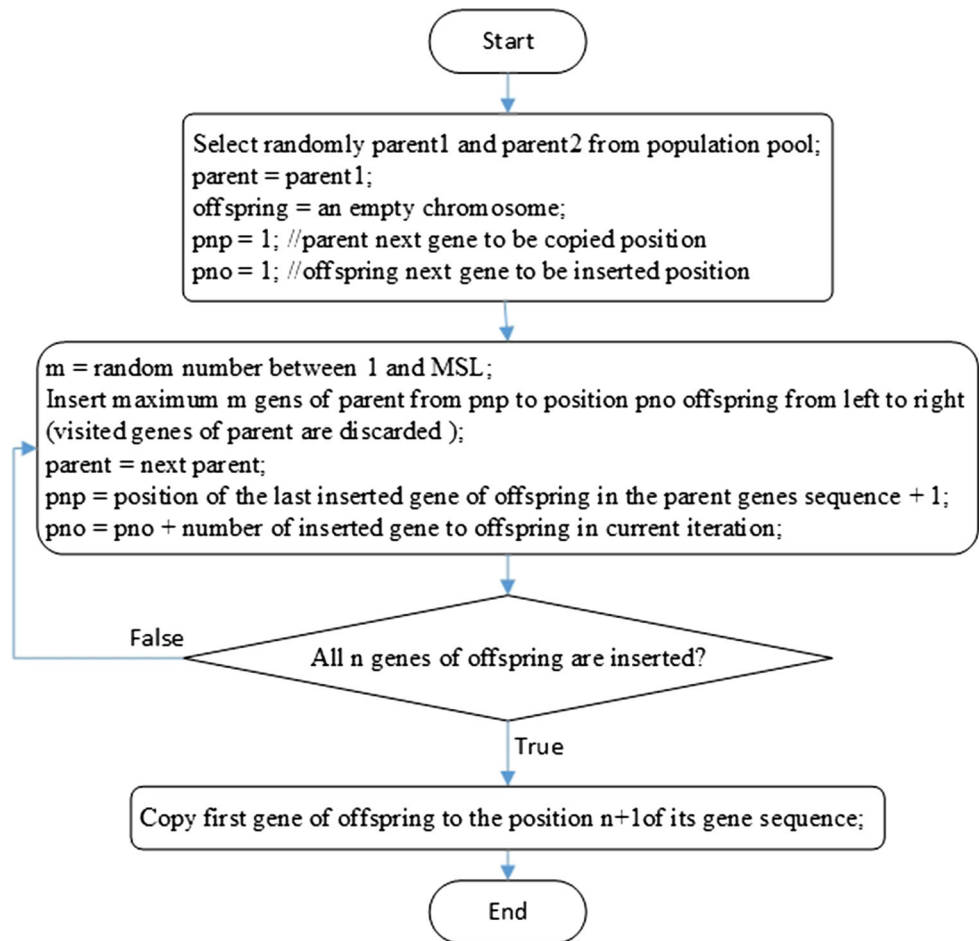 Start
Select randomly parent1 and parent2 from population pool;
parent = parent1;
offspring = an empty chromosome;
pnp = 1; //parent next gene to be copied position
pno = 1; //offspring next gene to be inserted position
m = random number between 1 and MSL;
Insert maximum m gens of parent from pnp to position pno offspring from left to right
(visited genes of parent are discarded );
parent = next parent;
pnp = position of the last inserted gene of offspring in the parent genes sequence + 1;
pno = pno + number of inserted gene to offspring in current iteration;
False
All n genes of offspring are inserted?
True
Copy first gene of offspring to the position n+1of its gene sequence;
End